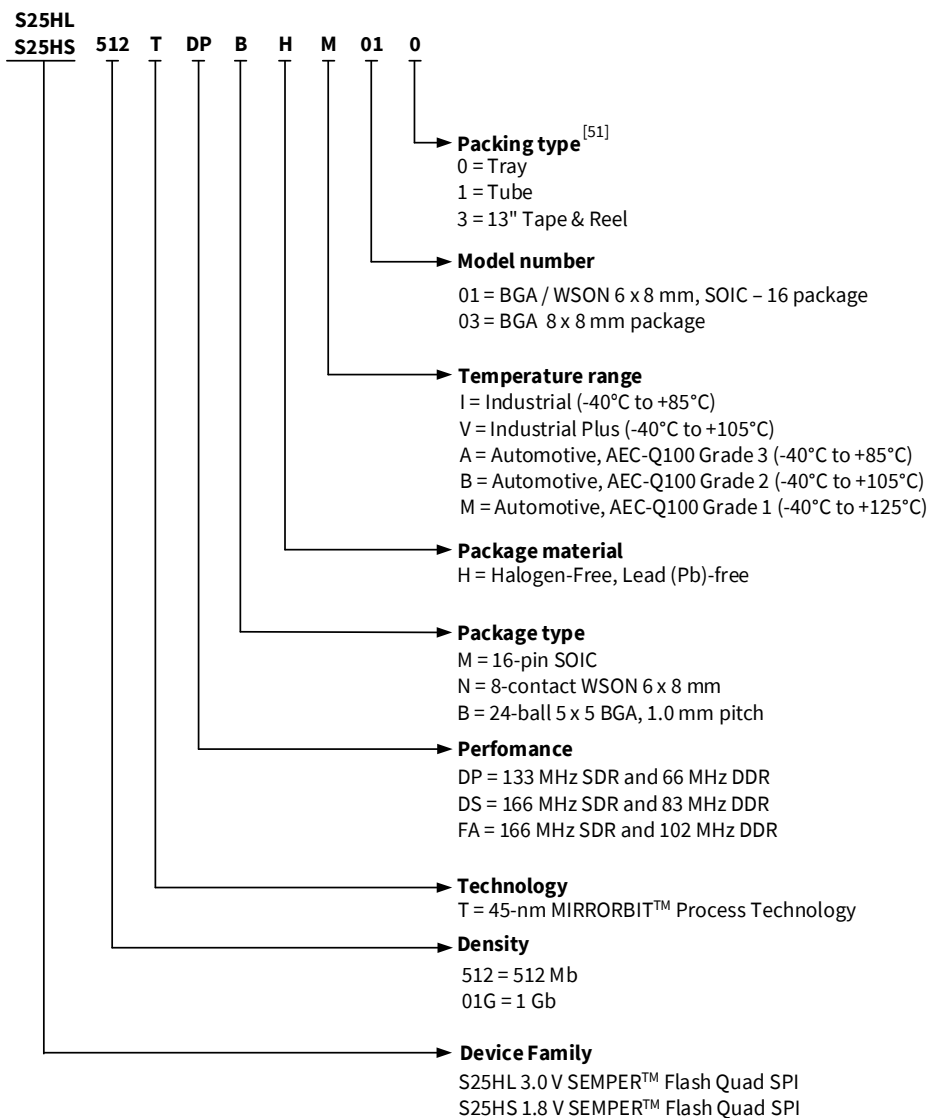 S25HL
S25HS 512 T DP B H M 01 0
Packing type[51]
0 = Tray
1 = Tube
3 = 13" Tape & Reel
Model number
01 = BGA / WSON 6 x 8 mm, SOIC – 16 package
03 = BGA 8 x 8 mm package
Temperature range
I = Industrial (-40°C to +85°C)
V = Industrial Plus (-40°C to +105°C)
A = Automotive, AEC-Q100 Grade 3 (-40°C to +85°C)
B = Automotive, AEC-Q100 Grade 2 (-40°C to +105°C)
M = Automotive, AEC-Q100 Grade 1 (-40°C to +125°C)
Package material
H = Halogen-Free, Lead (Pb)-free
Package type
M = 16-pin SOIC
N = 8-contact WSON 6 x 8 mm
B = 24-ball 5 x 5 BGA, 1.0 mm pitch
Perfomance
DP = 133 MHz SDR and 66 MHz DDR
DS = 166 MHz SDR and 83 MHz DDR
FA = 166 MHz SDR and 102 MHz DDR
Technology
T = 45-nm MIRRORBIT™ Process Technology
Density
512 = 512 Mb
01G = 1 Gb
Device Family
S25HL 3.0 V SEMPER™ Flash Quad SPI
S25HS 1.8 V SEMPER™ Flash Quad SPI